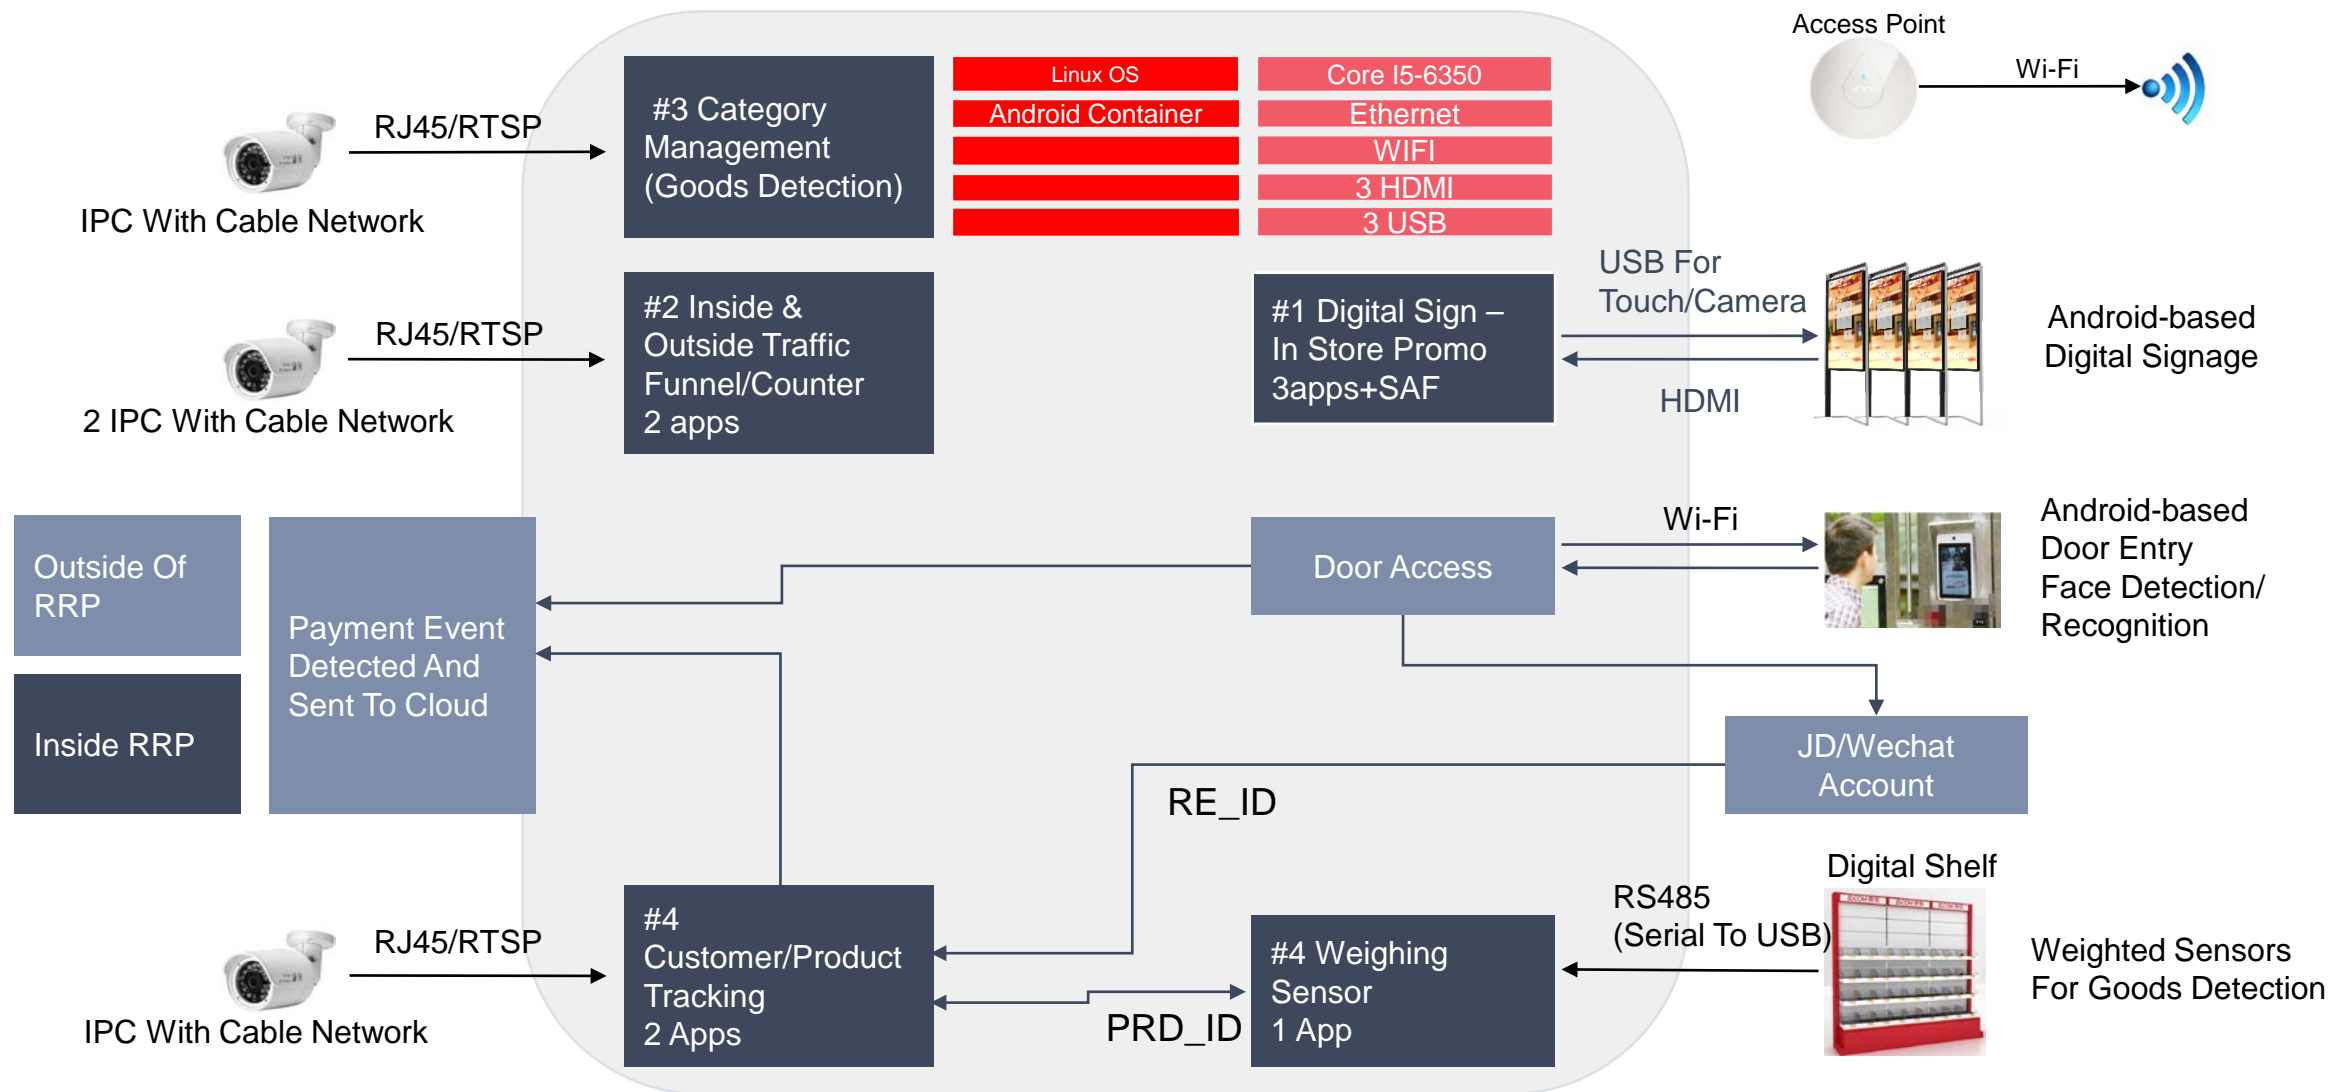 Access Point
Wi-Fi
#3 Category
Management
(Goods Detection)
Linux OS
Android Container
Core I5-6350
Ethernet
WIFI
3 HDMI
3 USB
RJ45/RTSP
IPC With Cable Network
#2 Inside &
Outside Traffic
Funnel/Counter
2 apps
RJ45/RTSP
2 IPC With Cable Network
#1 Digital Sign –
In Store Promo
3apps+SAF
USB For
Touch/Camera
HDMI
Android-based
Digital Signage
Outside Of
RRP
Inside RRP
Payment Event
Detected And
Sent To Cloud
Door Access
Wi-Fi
Android-based
Door Entry
Face Detection/
Recognition
JD/Wechat
Account
RE_ID
RJ45/RTSP
IPC With Cable Network
#4
Customer/Product
Tracking
2 Apps
PRD_ID
#4 Weighing
Sensor
1 App
RS485
(Serial To USB)
Digital Shelf
Weighted Sensors
For Goods Detection